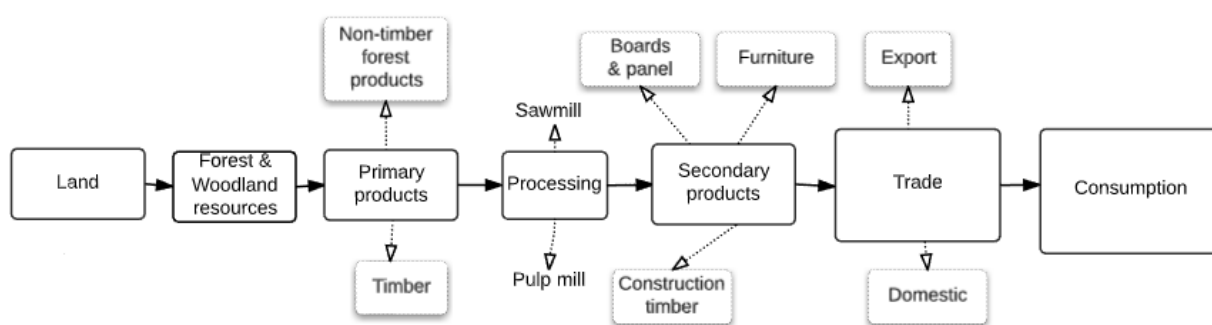 Non-timber
forest
products
Boards
& panel
Furniture
Export
Sawmill
Land
Forest &
Woodland
resources
Primary
products
Processing
Secondary
products
Trade
Consumption
Timber
Pulp mill
Construction
timber
Domestic